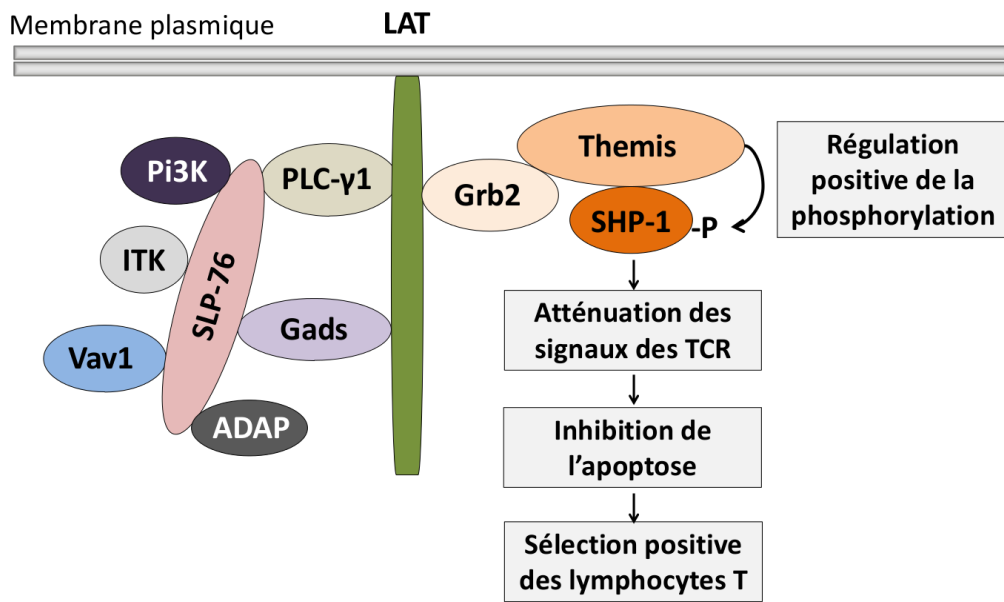 Membrane plasmique
LAT
Pi3K
PLC-γ1
ITK
SLP-76
Gads
Vav1
ADAP
Grb2
Themis
SHP-1
-P
Régulation
positive de la
phosphorylation
Atténuation des
signaux des TCR
Inhibition de
l’apoptose
Sélection positive
des lymphocytes T